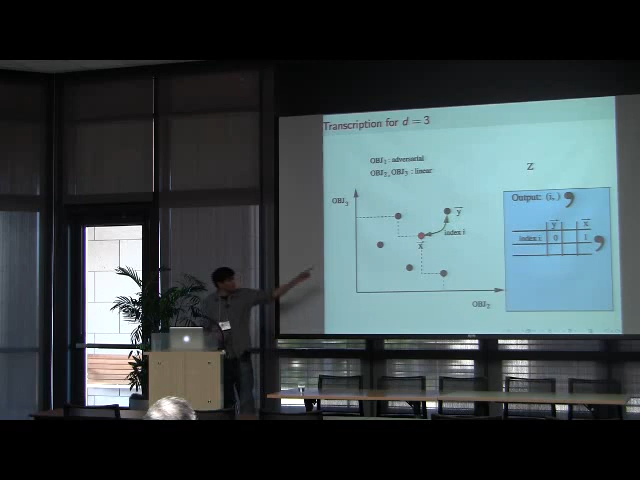 Transcription for d = 3
OBJ₁ : adversarial
OBJ₂, OBJ₃ : linear
Z
OBJ₃
y
index i
x
OBJ₂
Output: (i, ) ,
y x
index i 0 1 ,